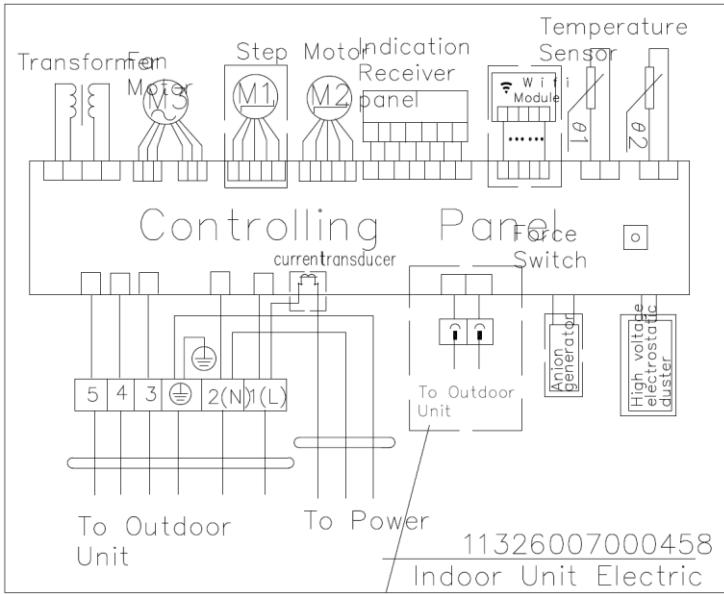 Transformer
Fan
Motor
M3
Step Motor
M1
M2
Indication
Receiver
panel
Wifi
Module
Temperature
Sensor
θ1
θ2
Controlling Panel
Force
Switch
currentransducer
5
4
3
2(N)
1(L)
To Outdoor
Unit
Anion
generator
High voltage
electrostatic
duster
To Outdoor
Unit
To Power
11326007000458
Indoor Unit Electric